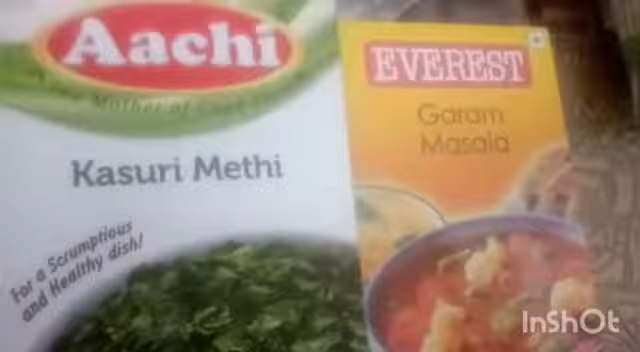 Aachi
Kasuri Methi
For a Scrumptious
and Healthy dish!
EVEREST
Garam
Masala
InShOt